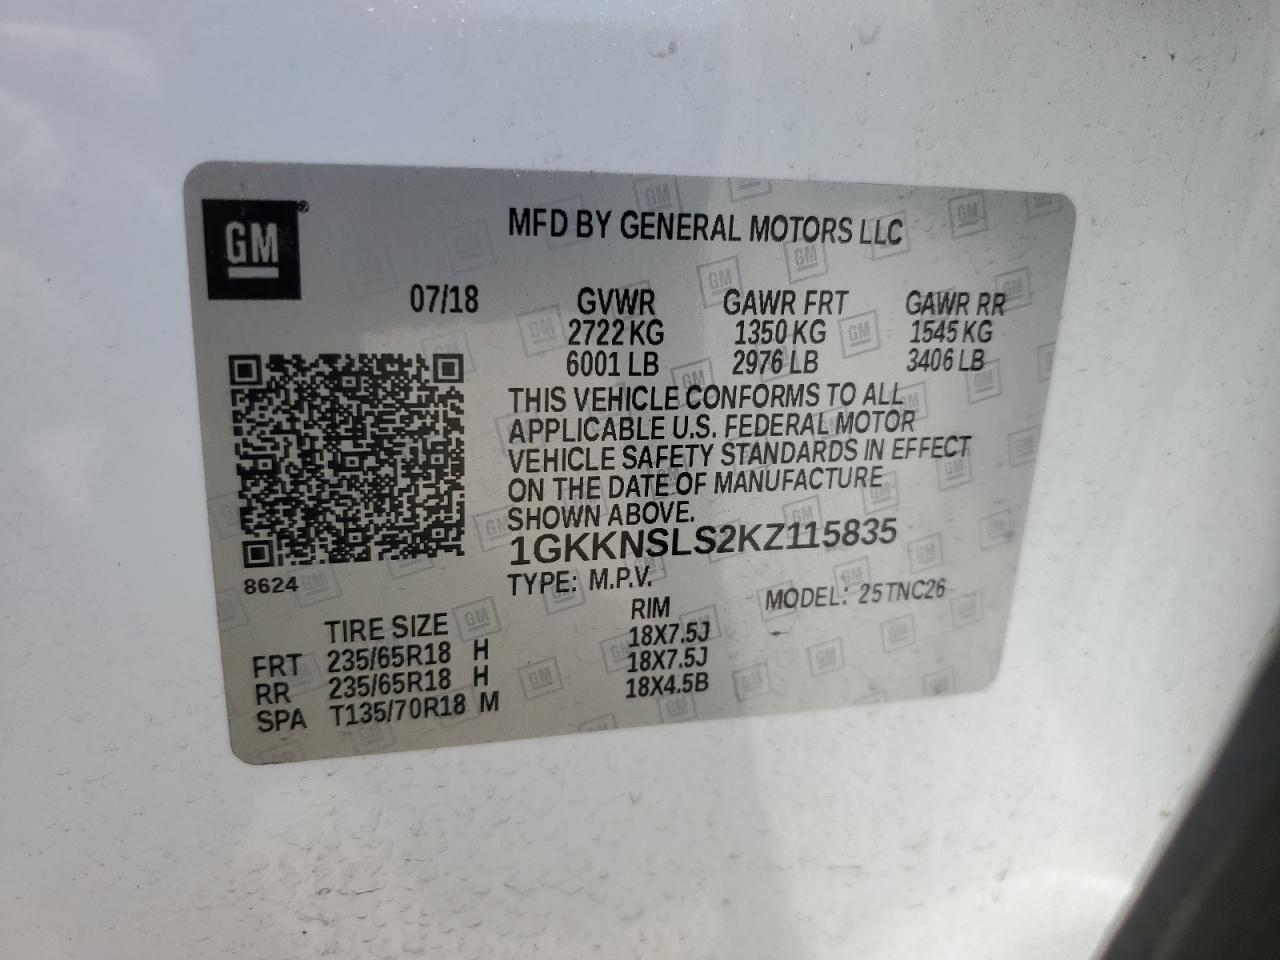 GM®
MFD BY GENERAL MOTORS LLC
07/18 GVWR GAWR FRT GAWR RR
2722 KG 1350 KG 1545 KG
6001 LB 2976 LB 3406 LB
THIS VEHICLE CONFORMS TO ALL
APPLICABLE U.S. FEDERAL MOTOR
VEHICLE SAFETY STANDARDS IN EFFECT
ON THE DATE OF MANUFACTURE
SHOWN ABOVE.
1GKKNSLS2KZ115835
8624
TYPE: M.P.V. MODEL: 25TNC26
TIRE SIZE RIM
FRT 235/65R18 H 18X7.5J
RR 235/65R18 H 18X7.5J
SPA T135/70R18 M 18X4.5B